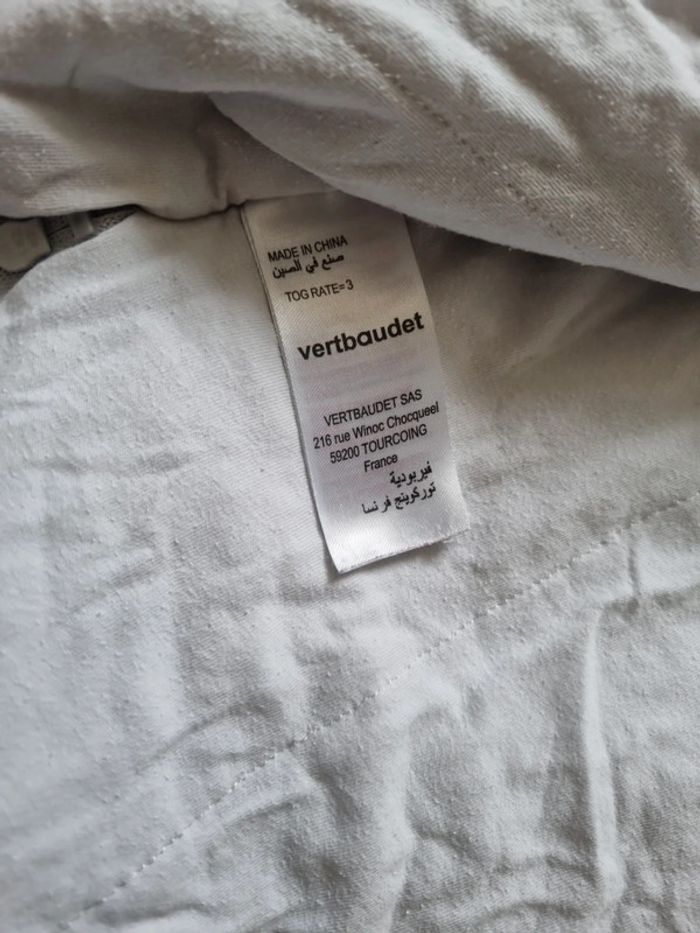 MADE IN CHINA
صنع في الصين
TOG RATE=3
vertbaudet
VERTBAUDET SAS
216 rue Winoc Chocqueel
59200 TOURCOING
France
فيربودية
توركوينج فرنسا